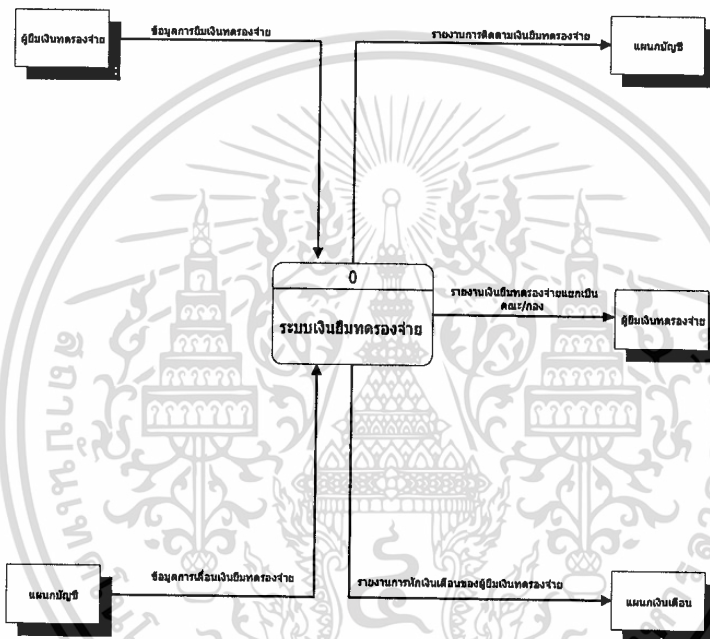 ผู้ยืมเงินทดรองจ่าย
ข้อมูลการยืมเงินทดรองจ่าย
รายงานการติดตามเงินยืมทดรองจ่าย
แผนกบัญชี
0
ระบบเงินยืมทดรองจ่าย
รายงานเงินยืมทดรองจ่ายแยกเป็น
คณะ/กอง
ผู้ยืมเงินทดรองจ่าย
แผนกบัญชี
ข้อมูลการเคลื่อนเงินยืมทดรองจ่าย
รายงานการหักเงินเดือนของผู้ยืมเงินทดรองจ่าย
แผนกเงินเดือน